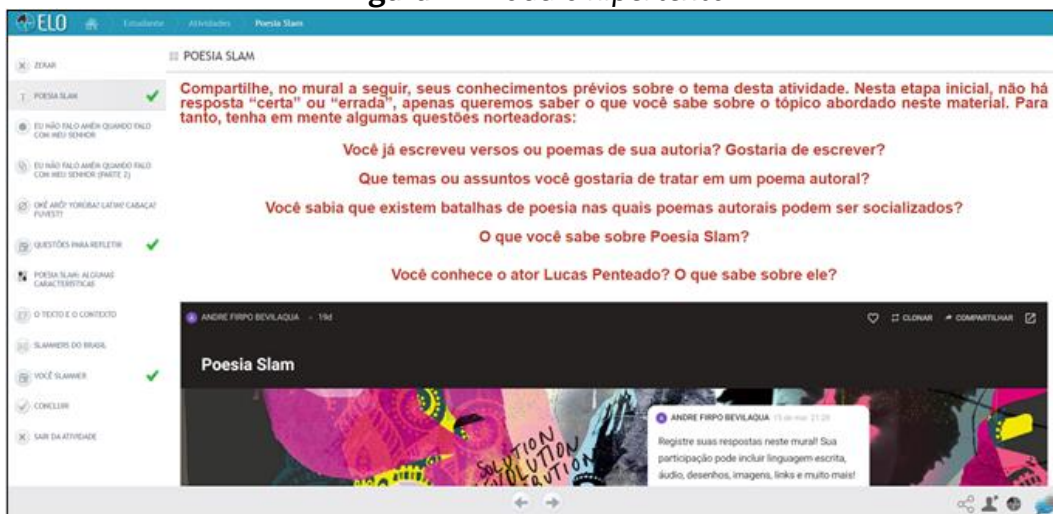 ELO
Estudante
Atividades
Poesia Slam
ZERAR
POESIA SLAM
EU NÃO FALO AMÉM QUANDO FALO
COM MEU SENHOR
EU NÃO FALO AMÉM QUANDO FALO
COM MEU SENHOR (PARTE 2)
OKÊ ARÔ? YORÙBA? LATIM? CABAÇA?
FUVEST?
QUESTÕES PARA REFLETIR
POESIA SLAM: ALGUMAS
CARACTERÍSTICAS
O TEXTO E O CONTEXTO
SLAMMERS DO BRASIL
VOCÊ SLAMMER
CONCLUIR
SAIR DA ATIVIDADE
POESIA SLAM
Compartilhe, no mural a seguir, seus conhecimentos prévios sobre o tema desta atividade. Nesta etapa inicial, não há
resposta “certa” ou “errada”, apenas queremos saber o que você sabe sobre o tópico abordado neste material. Para
tanto, tenha em mente algumas questões norteadoras:
Você já escreveu versos ou poemas de sua autoria? Gostaria de escrever?
Que temas ou assuntos você gostaria de tratar em um poema autoral?
Você sabia que existem batalhas de poesia nas quais poemas autorais podem ser socializados?
O que você sabe sobre Poesia Slam?
Você conhece o ator Lucas Penteado? O que sabe sobre ele?
ANDRE FIRPO BEVILAQUA • 19d
CLONAR
COMPARTILHAR
Poesia Slam
ANDRE FIRPO BEVILAQUA
Registre suas respostas neste mural! Sua
participação pode incluir linguagem escrita,
áudio, desenhos, imagens, links e muito mais!
SOLUTION